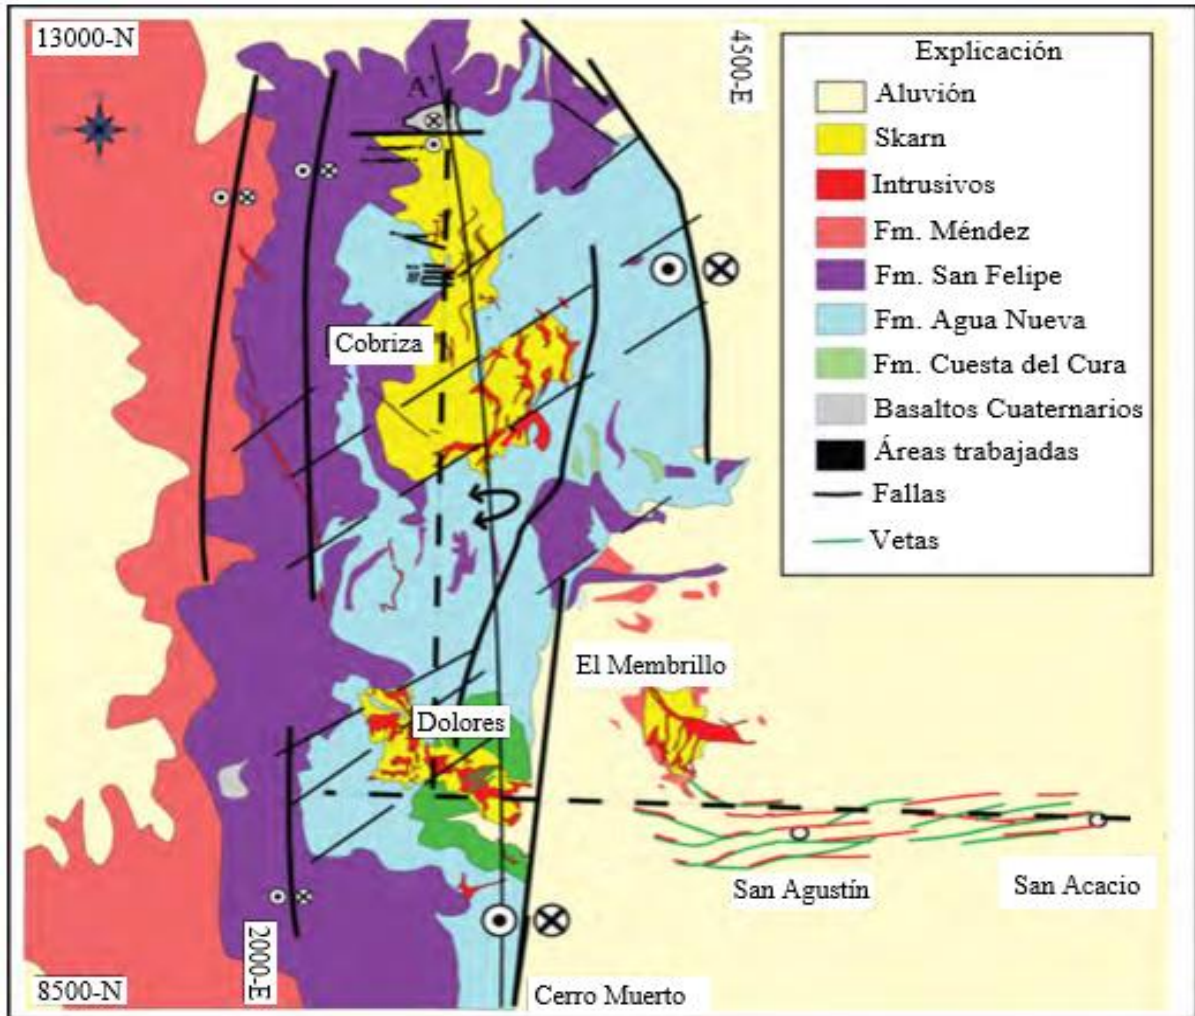 13000-N
4500-E
A'
Explicación
Aluvión
Skarn
Intrusivos
Fm. Méndez
Fm. San Felipe
Fm. Agua Nueva
Fm. Cuesta del Cura
Basaltos Cuaternarios
Áreas trabajadas
Fallas
Vetas
Cobriza
El Membrillo
Dolores
San Agustín
San Acacio
2000-E
8500-N
Cerro Muerto